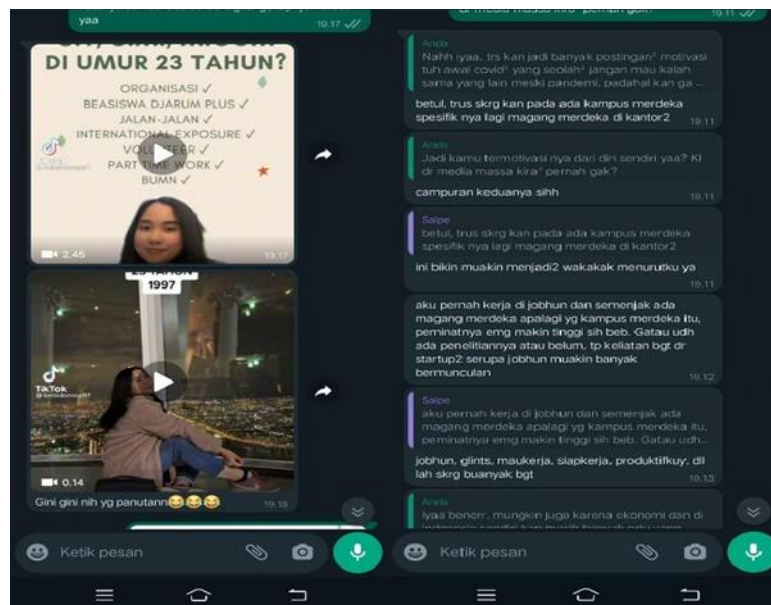 yaa
19.17
DI UMUR 23 TAHUN?
ORGANISASI ✓
BEASISWA DJARUM PLUS ✓
JALAN-JALAN ✓
INTERNATIONAL EXPOSURE ✓
VOLUNTEER ✓
PART TIME WORK ✓
BUMN ✓
2.45
19.17
23 TAHUN
1997
TikTok
0.14
Gini gini nih yg panutann😂😂😂
19.18
Ketik pesan
19.11
Anida
Nahh iyaa, trs kan jadi banyak postingan² motivasi
tuh awal covid² yang seolah² jangan mau kalah
sama yang lain meski pandemi, padahal kan ga ...
betul, trus skrg kan pada ada kampus merdeka
spesifik nya lagi magang merdeka di kantor2
19.11
Anida
Jadi kamu termotivasi nya dari diri sendiri yaa? Kl
dr media massa kira² pernah gak?
campuran keduanya sihh
19.11
Salpe
betul, trus skrg kan pada ada kampus merdeka
spesifik nya lagi magang merdeka di kantor2
ini bikin muakin menjadi2 wakakak menurutku ya
19.11
aku pernah kerja di jobhun dan semenjak ada
magang merdeka apalagi yg kampus merdeka itu,
peminatnya emg makin tinggi sih beb. Gatau udh
ada penelitiannya atau belum, tp keliatan bgt dr
startup2 serupa jobhun muakin banyak
bermunculan
19.12
Salpe
aku pernah kerja di jobhun dan semenjak ada
magang merdeka apalagi yg kampus merdeka itu,
peminatnya emg makin tinggi sih beb. Gatau udh...
jobhun, glints, maukerja, siapkerja, produktifkuy, dll
lah skrg buanyak bgt
19.13
Anida
Iyaa benerr, mungkin juga karena ekonomi dan di
Ketik pesan